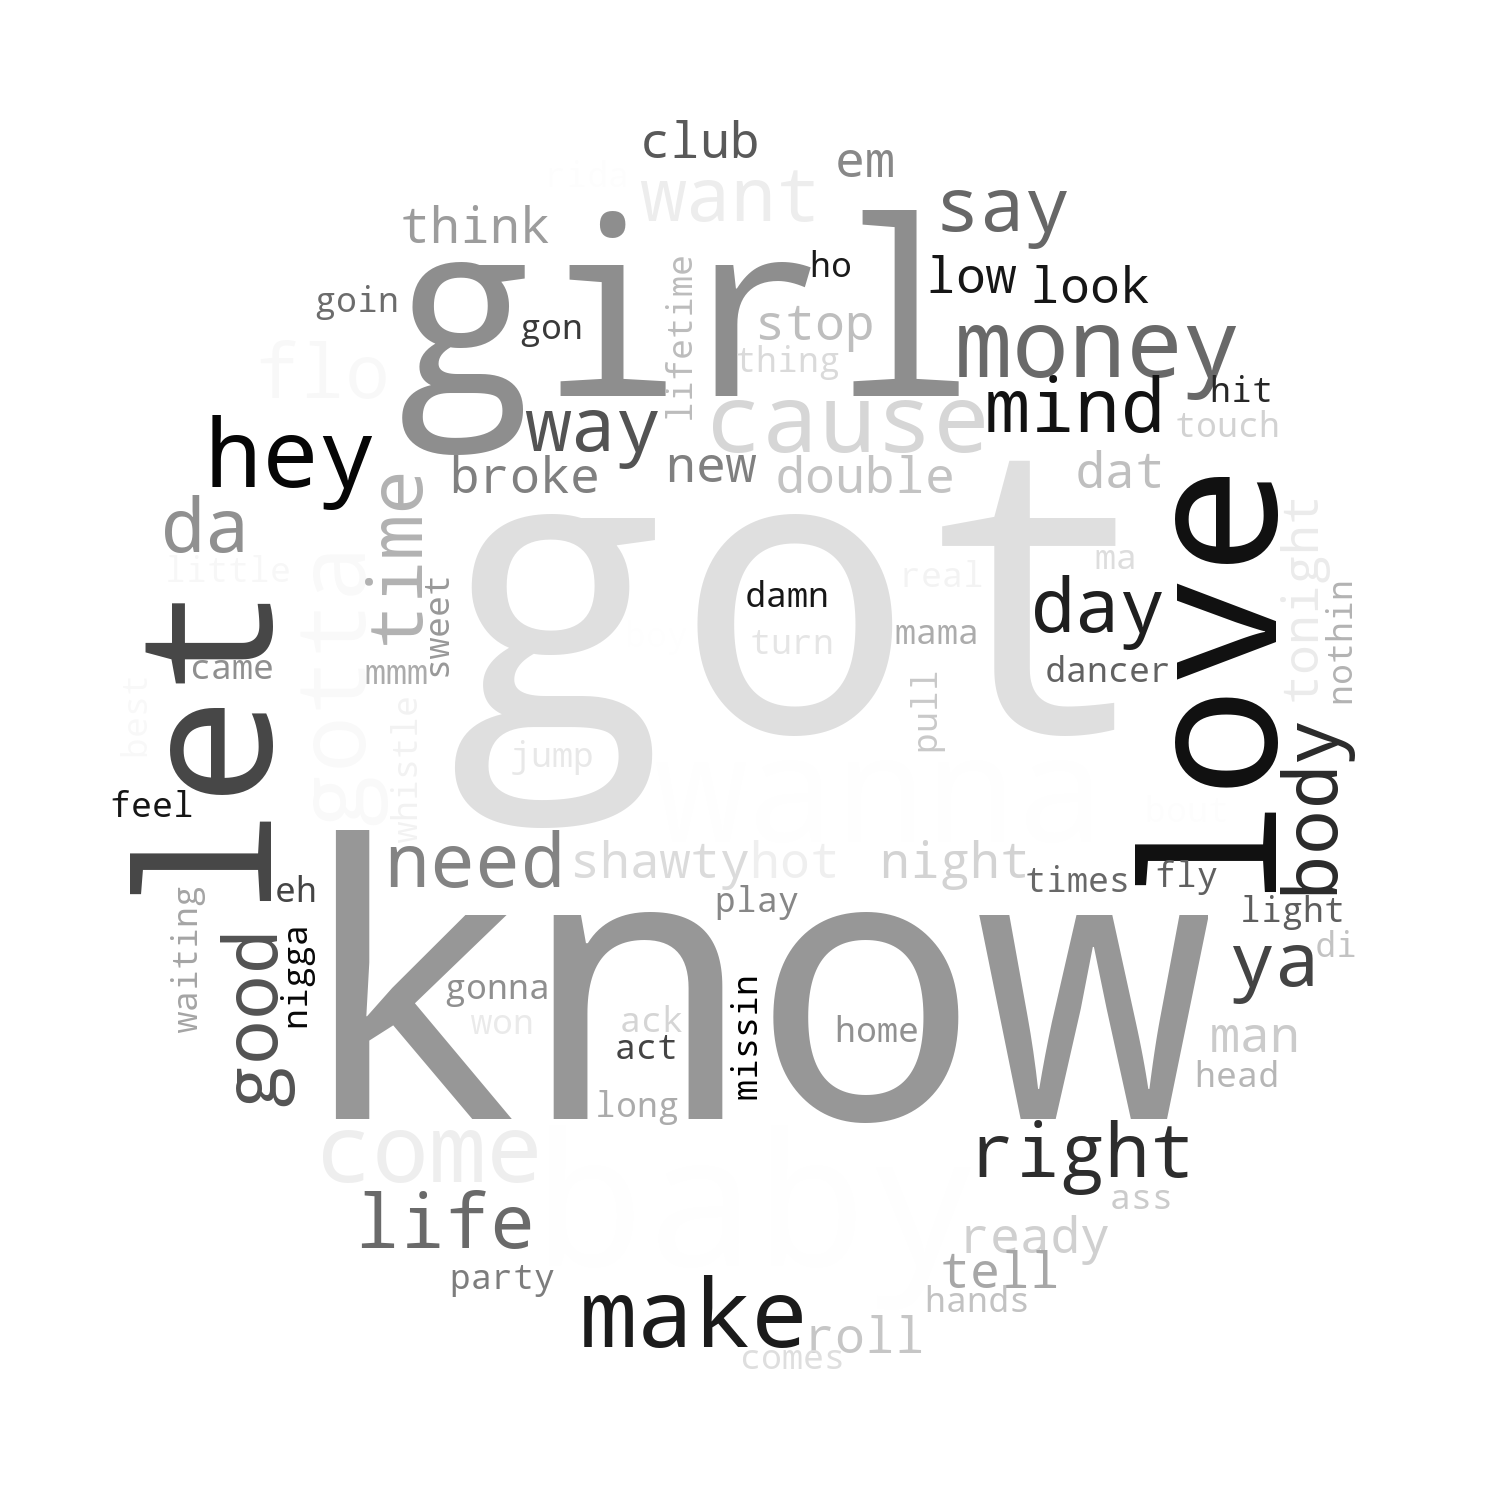 club
em
rida
want
say
think
girl
ho
low
look
lifetime
goin
gon
stop
money
thing
flo
mind
hit
way
cause
touch
hey
broke
new
double
dat
time
love
da
got
tonight
gotta
little
real
ma
let
damn
day
sweet
turn
mama
nothin
came
mmm
dancer
best
whistle
pull
jump
wanna
body
feel
bout
need
shawty
hot
night
times
fly
eh
play
waiting
know
light
good
nigga
ya
di
gonna
missin
won
ack
home
man
act
head
long
come
baby
right
ass
life
ready
tell
party
hands
make
roll
comes